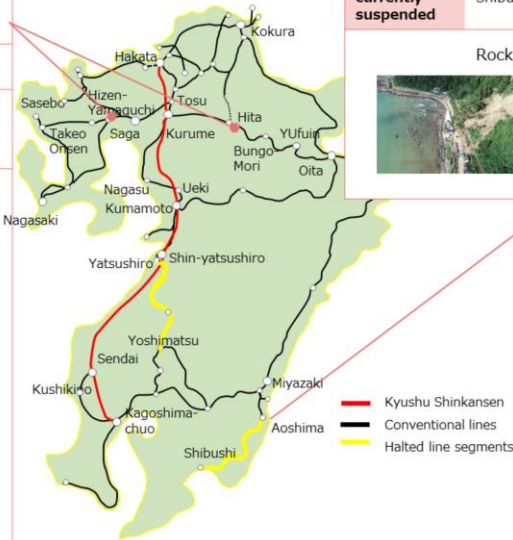 currently
suspended
Shibu
Rock
Kokura
Hakata
Hizen-
Yamaguchi
Tosu
Sasebo
Takeo
Onsen
Saga
Kurume
Hita
YUfuin
Bungo-
Mori
Oita
Nagasu
Ueki
Kumamoto
Nagasaki
Yatsushiro
Shin-yatsushiro
Yoshimatsu
Sendai
Kushikino
Miyazaki
Kagoshima-
chuo
Aoshima
Shibushi
Kyushu Shinkansen
Conventional lines
Halted line segments